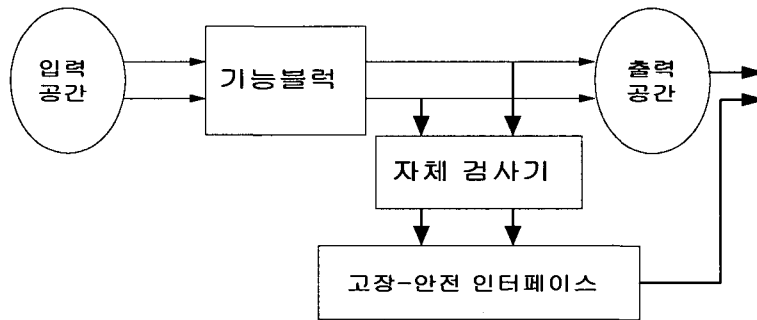 입력
공간
기능블럭
출력
공간
자체 검사기
고장-안전 인터페이스